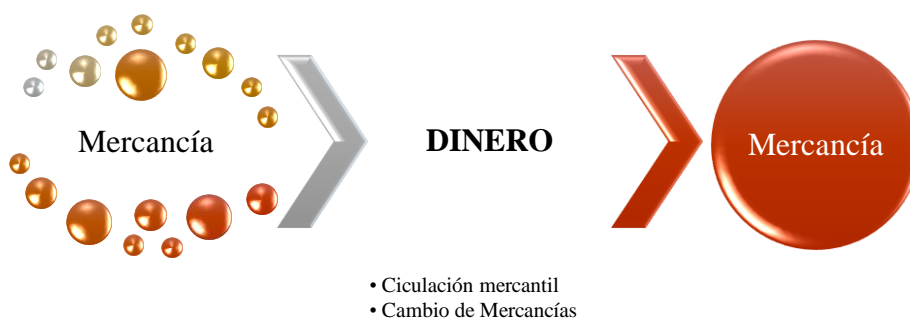 Mercancía
DINERO
Mercancía
• Ciculación mercantil
• Cambio de Mercancías